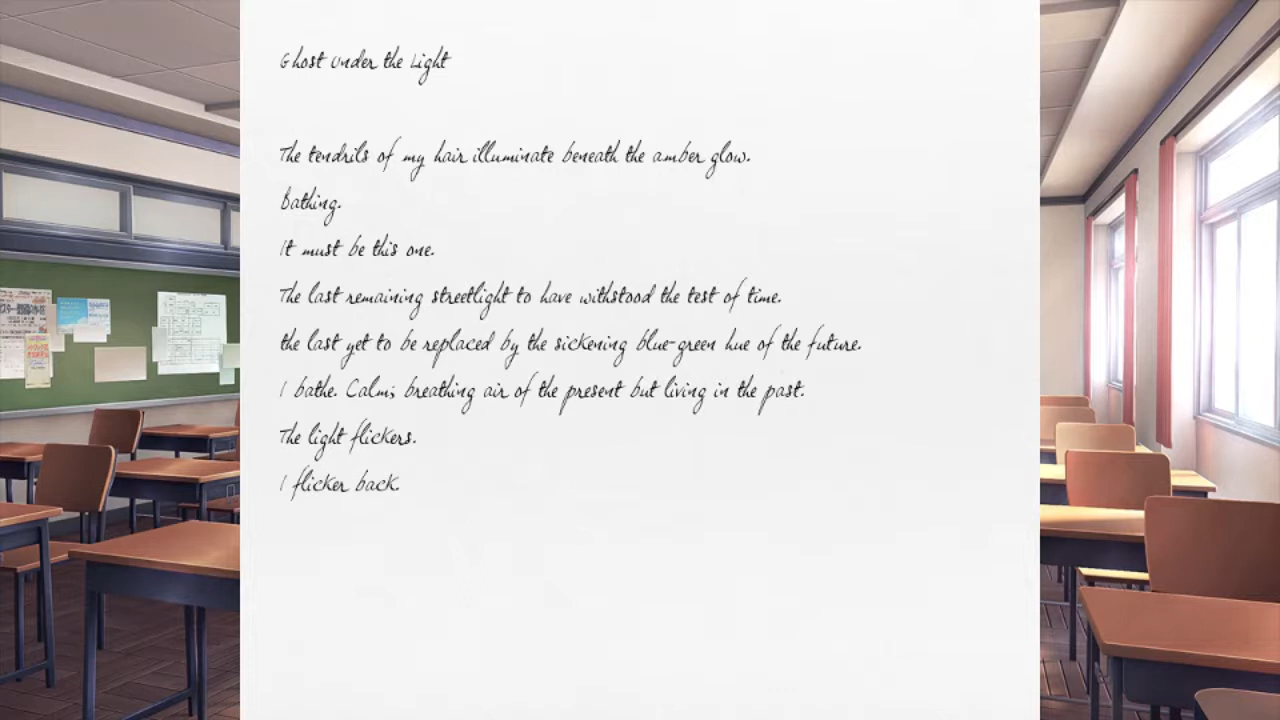 Ghost Under the Light
The tendrils of my hair illuminate beneath the amber glow.
Bathing.
It must be this one.
The last remaining streetlight to have withstood the test of time.
the last yet to be replaced by the sickening blue-green hue of the future.
I bathe. Calm; breathing air of the present but living in the past.
The light flickers.
I flicker back.